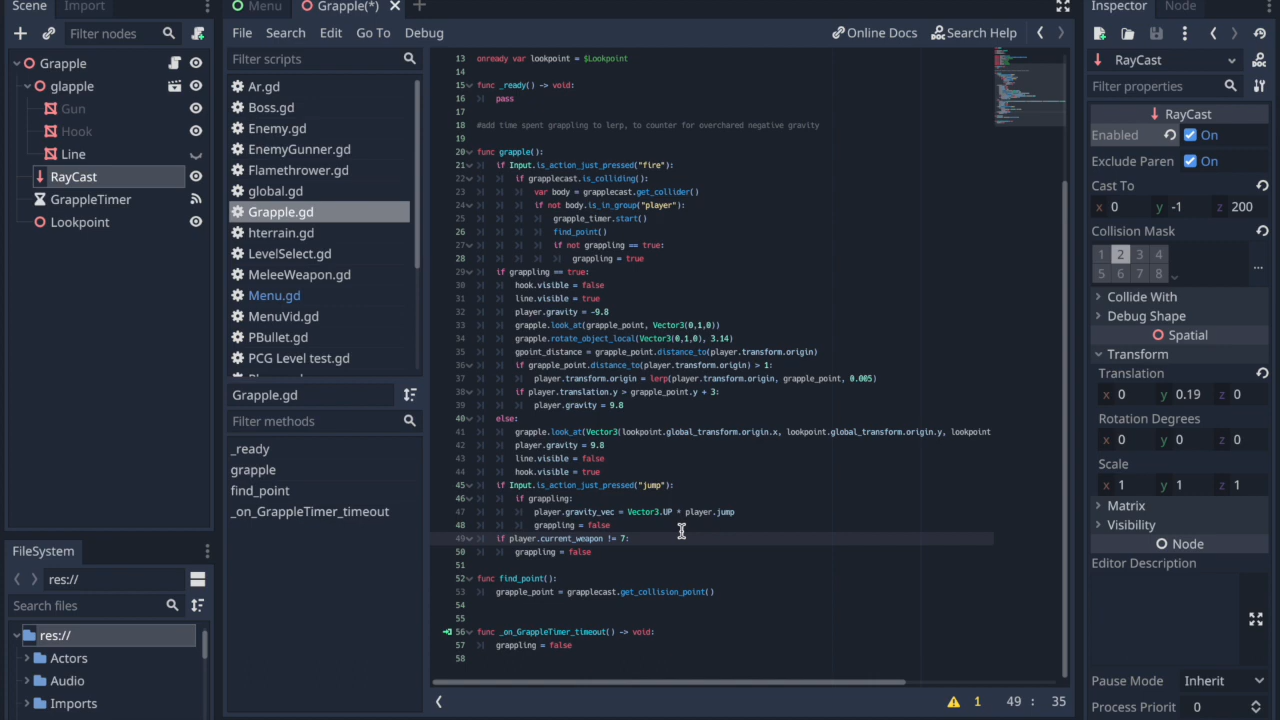 Scene Import
Filter nodes
Grapple
glapple
Gun
Hook
Line
RayCast
GrappleTimer
Lookpoint
FileSystem
res://
Search files
res://
Actors
Audio
Imports
Menu Grapple(*)
File Search Edit Go To Debug Online Docs Search Help
Filter scripts
Ar.gd
Boss.gd
Enemy.gd
EnemyGunner.gd
Flamethrower.gd
global.gd
Grapple.gd
hterrain.gd
LevelSelect.gd
MeleeWeapon.gd
Menu.gd
MenuVid.gd
PBullet.gd
PCG Level test.gd
Grapple.gd
Filter methods
_ready
grapple
find_point
_on_GrappleTimer_timeout
13 onready var lookpoint = $Lookpoint
14
15 func _ready() -> void:
16 pass
17
18 #add time spent grappling to lerp, to counter for overchared negative gravity
19
20 func grapple():
21 if Input.is_action_just_pressed("fire"):
22 if grapplecast.is_colliding():
23 var body = grapplecast.get_collider()
24 if not body.is_in_group("player"):
25 grapple_timer.start()
26 find_point()
27 if not grappling == true:
28 grappling = true
29 if grappling == true:
30 hook.visible = false
31 line.visible = true
32 player.gravity = -9.8
33 grapple.look_at(grapple_point, Vector3(0,1,0))
34 grapple.rotate_object_local(Vector3(0,1,0), 3.14)
35 gpoint_distance = grapple_point.distance_to(player.transform.origin)
36 if grapple_point.distance_to(player.transform.origin) > 1:
37 player.transform.origin = lerp(player.transform.origin, grapple_point, 0.005)
38 if player.translation.y > grapple_point.y + 3:
39 player.gravity = 9.8
40 else:
41 grapple.look_at(Vector3(lookpoint.global_transform.origin.x, lookpoint.global_transform.origin.y, lookpoint
42 player.gravity = 9.8
43 line.visible = false
44 hook.visible = true
45 if Input.is_action_just_pressed("jump"):
46 if grappling:
47 player.gravity_vec = Vector3.UP * player.jump
48 grappling = false
49 if player.current_weapon != 7:
50 grappling = false
51
52 func find_point():
53 grapple_point = grapplecast.get_collision_point()
54
55
56 func _on_GrappleTimer_timeout() -> void:
57 grappling = false
58
1 49 : 35
Inspector Node
RayCast
Filter properties
RayCast
Enabled On
Exclude Paren On
Cast To
x 0 y -1 z 200
Collision Mask
1 2 3 4
5 6 7 8
Collide With
Debug Shape
Spatial
Transform
Translation
x 0 y 0.19 z 0
Rotation Degrees
x 0 y 0 z 0
Scale
x 1 y 1 z 1
Matrix
Visibility
Node
Editor Description
Pause Mode Inherit
Process Priorit 0